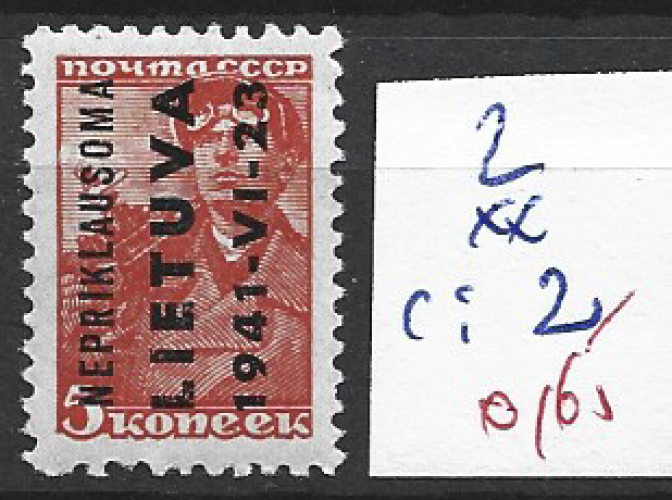 почта СССР
NEPRIKLAUSOMA
LIETUVA
1941-VI-23
5 копеек
2
xx
c: 2
0,65